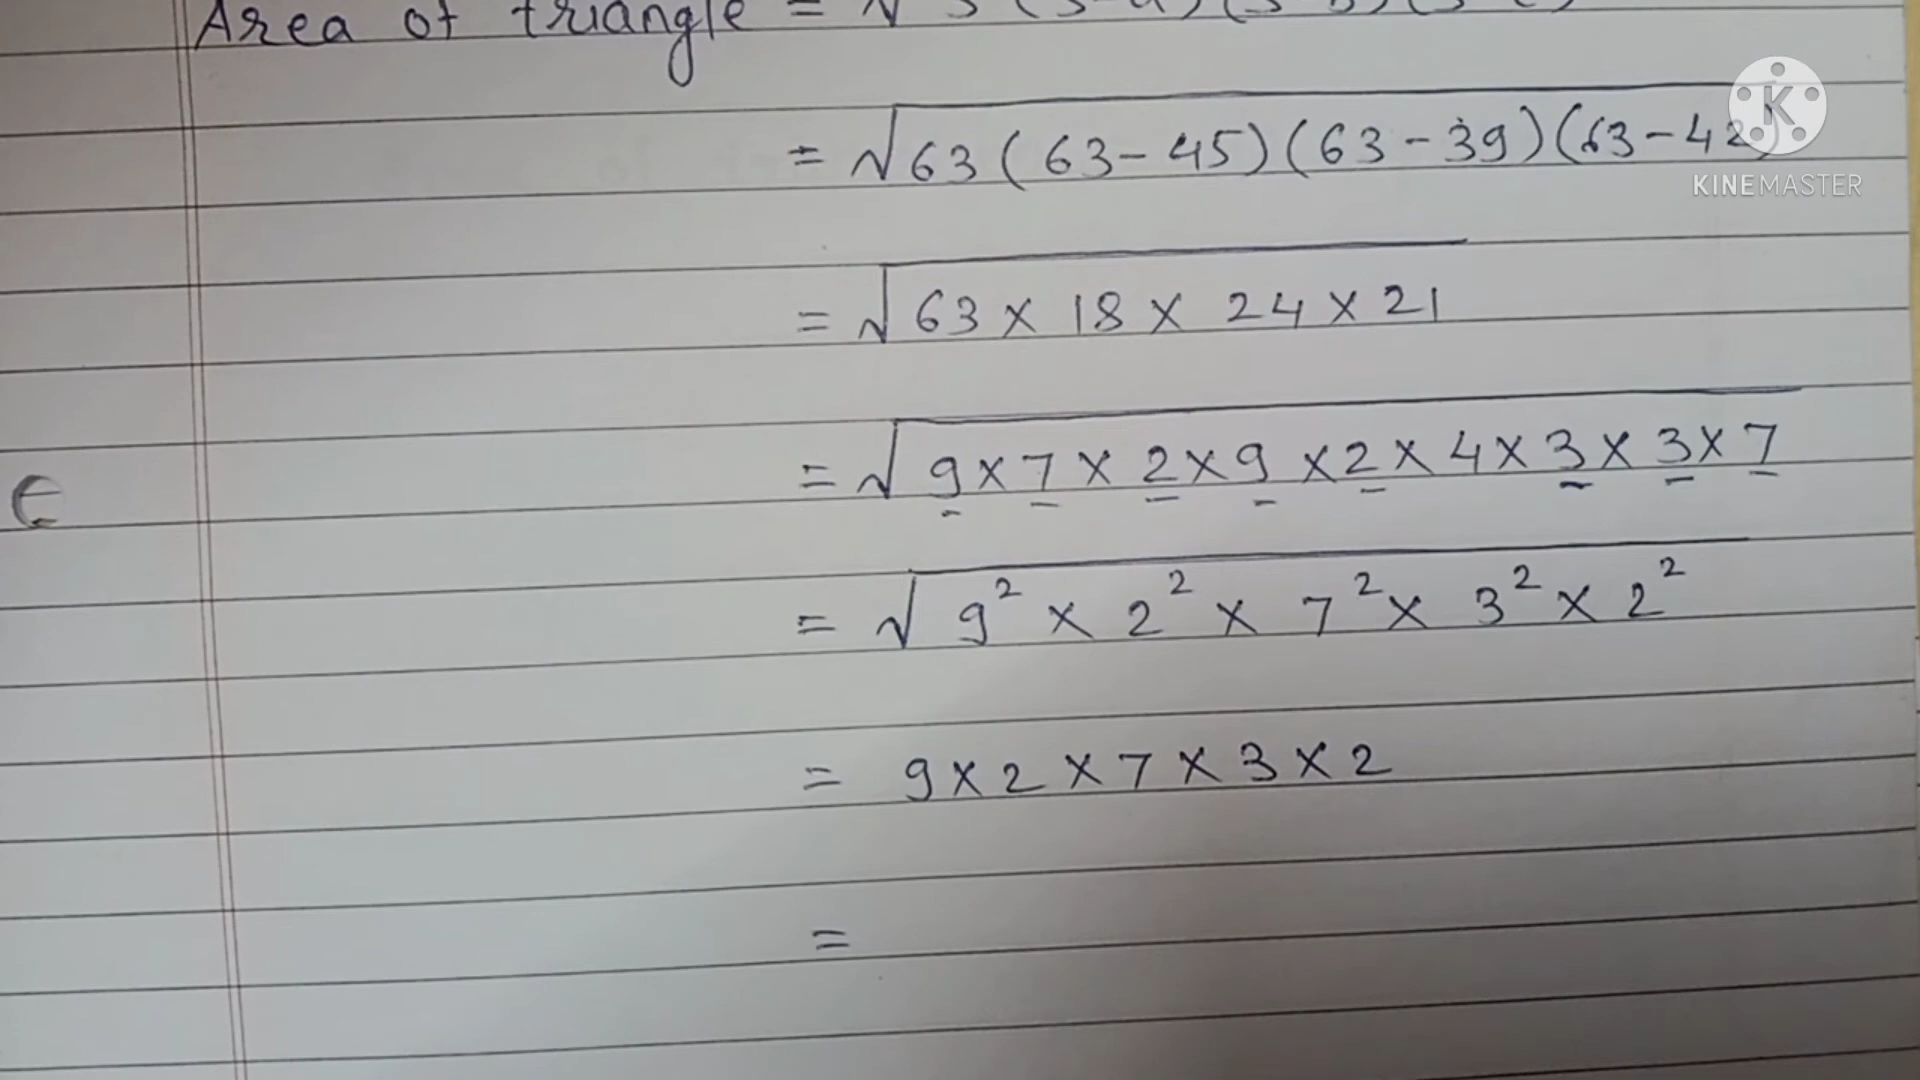 Area of triangle = √ s (s-a) (s-b) (s-c)
= √63 (63-45) (63-39) (63-42)
K
KINEMASTER
= √63 × 18 × 24 × 21
= √9 × 7 × 2 × 9 × 2 × 4 × 3 × 3 × 7
= √9² × 2² × 7² × 3² × 2²
= 9 × 2 × 7 × 3 × 2
=